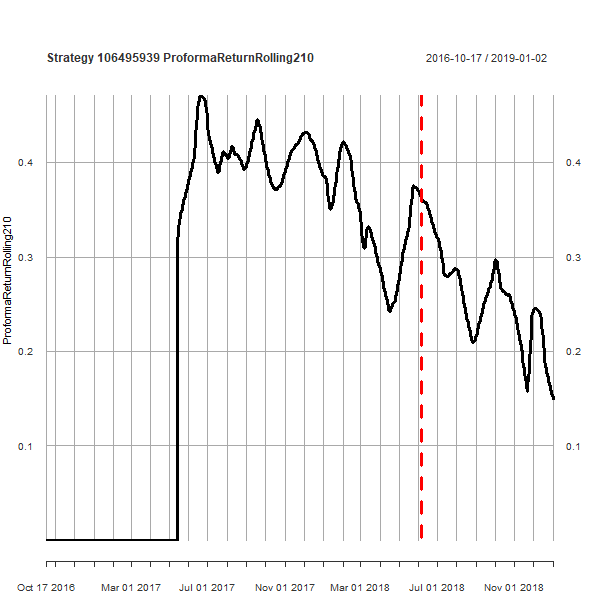 Strategy 106495939 ProformaReturnRolling210
2016-10-17 / 2019-01-02
ProformaReturnRolling210
0.4
0.4
0.3
0.3
0.2
0.2
0.1
0.1
Oct 17 2016
Mar 01 2017
Jul 01 2017
Nov 01 2017
Mar 01 2018
Jul 01 2018
Nov 01 2018